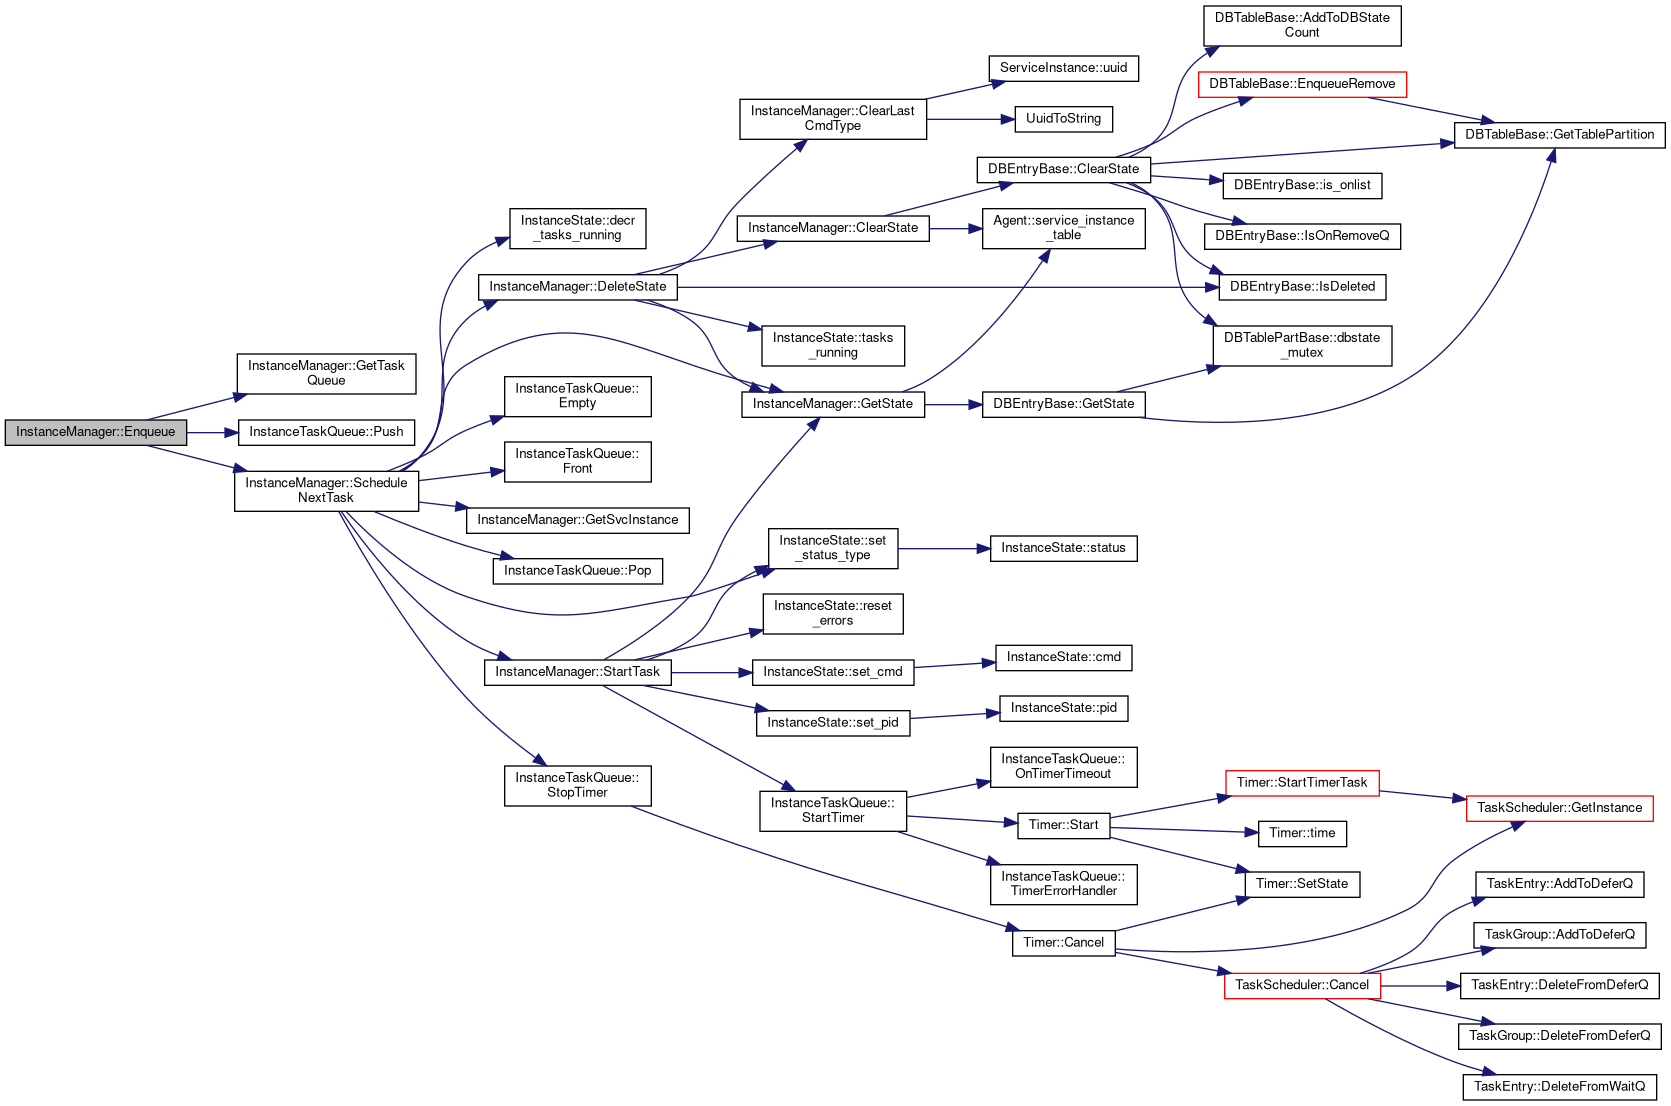 InstanceManager::Enqueue
InstanceManager::GetTask
Queue
InstanceTaskQueue::Push
InstanceManager::Schedule
NextTask
InstanceState::decr
_tasks_running
InstanceManager::DeleteState
InstanceTaskQueue::
Empty
InstanceTaskQueue::
Front
InstanceManager::GetSvcInstance
InstanceTaskQueue::Pop
InstanceManager::StartTask
InstanceTaskQueue::
StopTimer
InstanceManager::ClearLast
CmdType
InstanceManager::ClearState
InstanceState::tasks
_running
InstanceManager::GetState
InstanceState::set
_status_type
InstanceState::reset
_errors
InstanceState::set_cmd
InstanceState::set_pid
InstanceTaskQueue::
StartTimer
ServiceInstance::uuid
UuidToString
DBEntryBase::ClearState
Agent::service_instance
_table
DBEntryBase::GetState
InstanceState::status
InstanceState::cmd
InstanceState::pid
InstanceTaskQueue::
OnTimerTimeout
Timer::Start
InstanceTaskQueue::
TimerErrorHandler
Timer::Cancel
DBTableBase::AddToDBState
Count
DBTableBase::EnqueueRemove
DBEntryBase::is_onlist
DBEntryBase::IsOnRemoveQ
DBEntryBase::IsDeleted
DBTablePartBase::dbstate
_mutex
Timer::StartTimerTask
Timer::time
Timer::SetState
TaskScheduler::Cancel
DBTableBase::GetTablePartition
TaskScheduler::GetInstance
TaskEntry::AddToDeferQ
TaskGroup::AddToDeferQ
TaskEntry::DeleteFromDeferQ
TaskGroup::DeleteFromDeferQ
TaskEntry::DeleteFromWaitQ